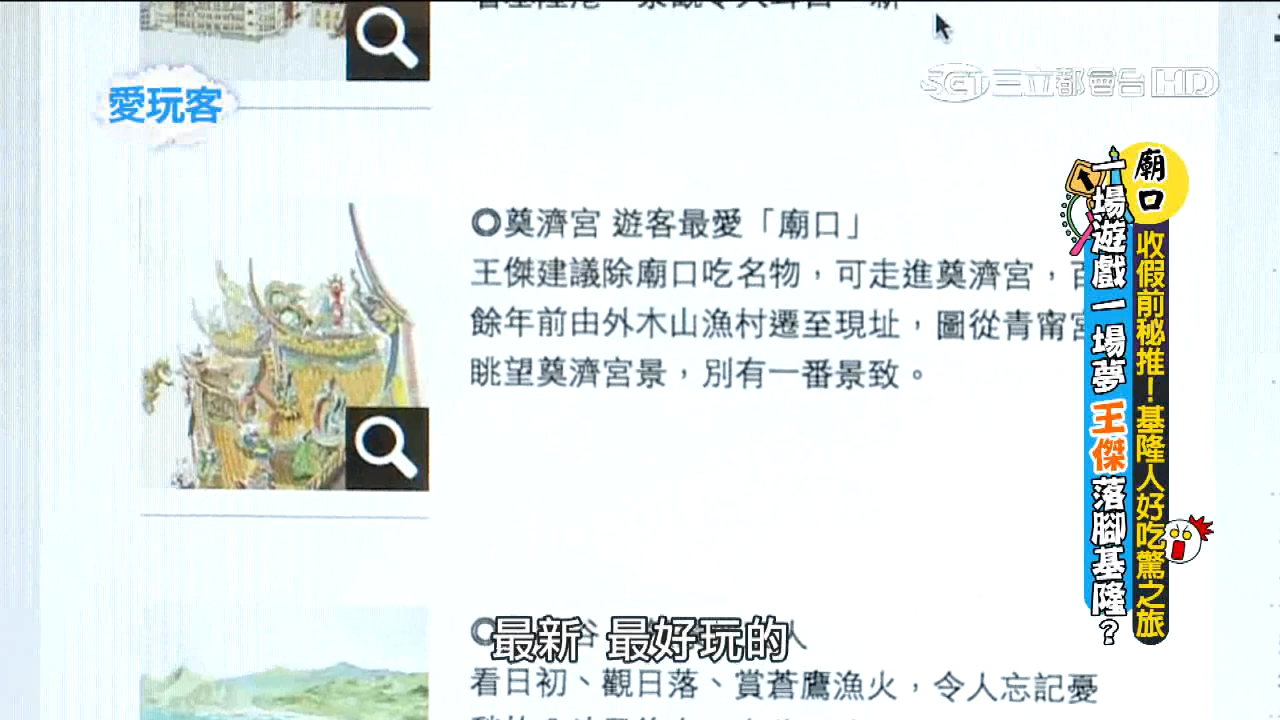 SET三立都會台HD
愛玩客
◎奠濟宮 遊客最愛「廟口」
王傑建議除廟口吃名物，可走進奠濟宮，
餘年前由外木山漁村遷至現址，圖從青甯宮
眺望奠濟宮景，別有一番景致。
看日初、觀日落、賞蒼鷹漁火，令人忘記憂
廟口
收假前秘推！基隆人好吃驚之旅
一場遊戲一場夢 王傑落腳基隆？
最新 最好玩的